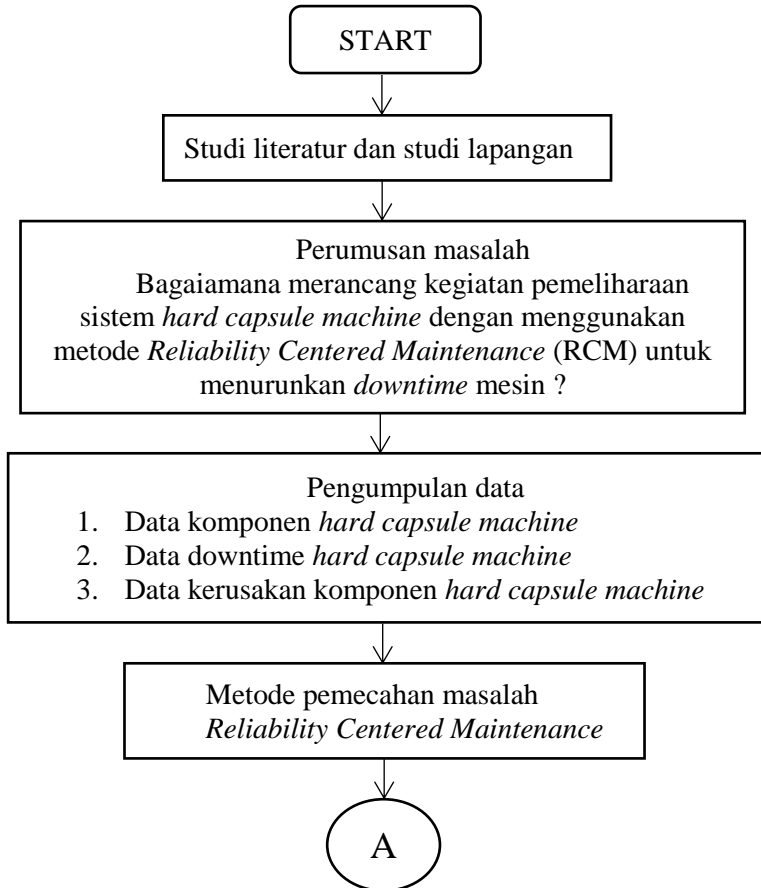 START
Studi literatur dan studi lapangan
Perumusan masalah
Bagaiamana merancang kegiatan pemeliharaan
sistem hard capsule machine dengan menggunakan
metode Reliability Centered Maintenance (RCM) untuk
menurunkan downtime mesin ?
Pengumpulan data
1. Data komponen hard capsule machine
2. Data downtime hard capsule machine
3. Data kerusakan komponen hard capsule machine
Metode pemecahan masalah
Reliability Centered Maintenance
A